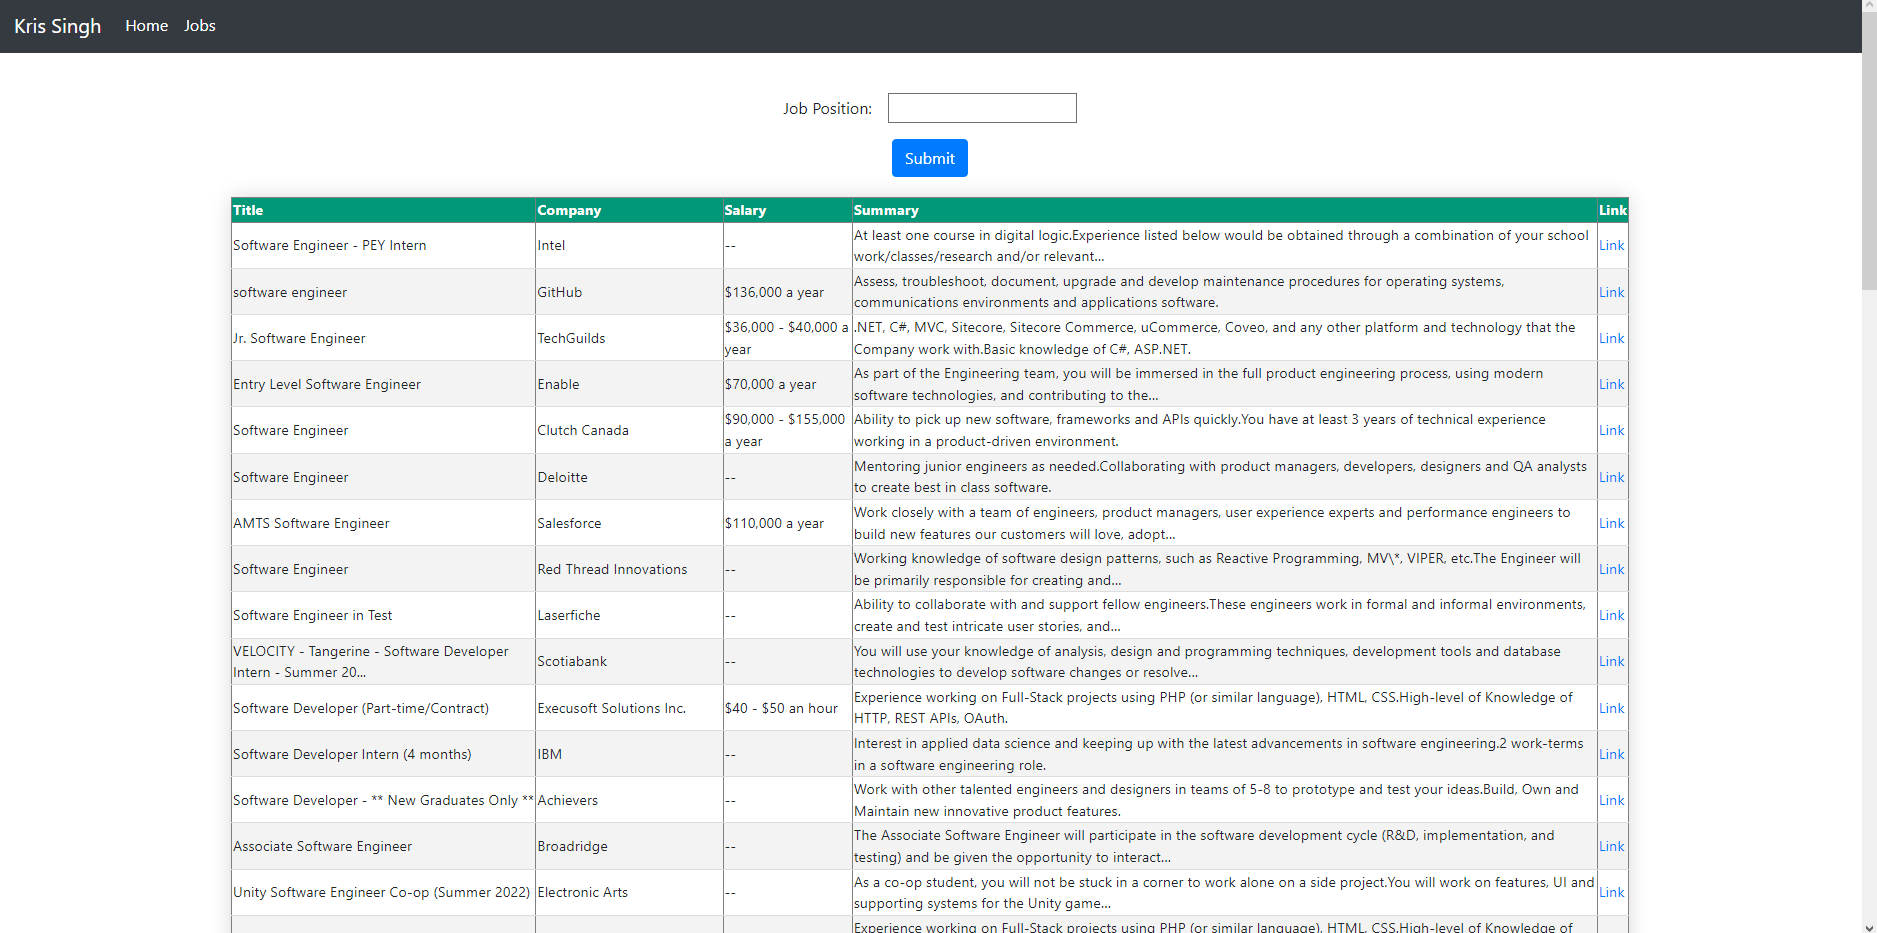 Kris Singh Home Jobs
Job Position:
Submit
Title Company Salary Summary Link
Software Engineer - PEY Intern Intel -- At least one course in digital logic.Experience listed below would be obtained through a combination of your school
work/classes/research and/or relevant... Link
software engineer GitHub $136,000 a year Assess, troubleshoot, document, upgrade and develop maintenance procedures for operating systems,
communications environments and applications software. Link
Jr. Software Engineer TechGuilds $36,000 - $40,000 a .NET, C#, MVC, Sitecore, Sitecore Commerce, uCommerce, Coveo, and any other platform and technology that the
year Company work with.Basic knowledge of C#, ASP.NET. Link
Entry Level Software Engineer Enable $70,000 a year As part of the Engineering team, you will be immersed in the full product engineering process, using modern
software technologies, and contributing to the... Link
Software Engineer Clutch Canada $90,000 - $155,000 Ability to pick up new software, frameworks and APIs quickly.You have at least 3 years of technical experience
a year working in a product-driven environment. Link
Software Engineer Deloitte -- Mentoring junior engineers as needed.Collaborating with product managers, developers, designers and QA analysts
to create best in class software. Link
AMTS Software Engineer Salesforce $110,000 a year Work closely with a team of engineers, product managers, user experience experts and performance engineers to
build new features our customers will love, adopt... Link
Software Engineer Red Thread Innovations -- Working knowledge of software design patterns, such as Reactive Programming, MV\*, VIPER, etc.The Engineer will
be primarily responsible for creating and... Link
Software Engineer in Test Laserfiche -- Ability to collaborate with and support fellow engineers.These engineers work in formal and informal environments,
create and test intricate user stories, and... Link
VELOCITY - Tangerine - Software Developer Scotiabank -- You will use your knowledge of analysis, design and programming techniques, development tools and database
Intern - Summer 20... technologies to develop software changes or resolve... Link
Software Developer (Part-time/Contract) Execusoft Solutions Inc. $40 - $50 an hour Experience working on Full-Stack projects using PHP (or similar language), HTML, CSS.High-level of Knowledge of
HTTP, REST APIs, OAuth. Link
Software Developer Intern (4 months) IBM -- Interest in applied data science and keeping up with the latest advancements in software engineering.2 work-terms
in a software engineering role. Link
Software Developer - ** New Graduates Only ** Achievers -- Work with other talented engineers and designers in teams of 5-8 to prototype and test your ideas.Build, Own and
Maintain new innovative product features. Link
Associate Software Engineer Broadridge -- The Associate Software Engineer will participate in the software development cycle (R&D, implementation, and
testing) and be given the opportunity to interact... Link
Unity Software Engineer Co-op (Summer 2022) Electronic Arts -- As a co-op student, you will not be stuck in a corner to work alone on a side project.You will work on features, UI and
supporting systems for the Unity game... Link
Experience working on Full-Stack projects using PHP (or similar language), HTML, CSS.High-level of Knowledge of